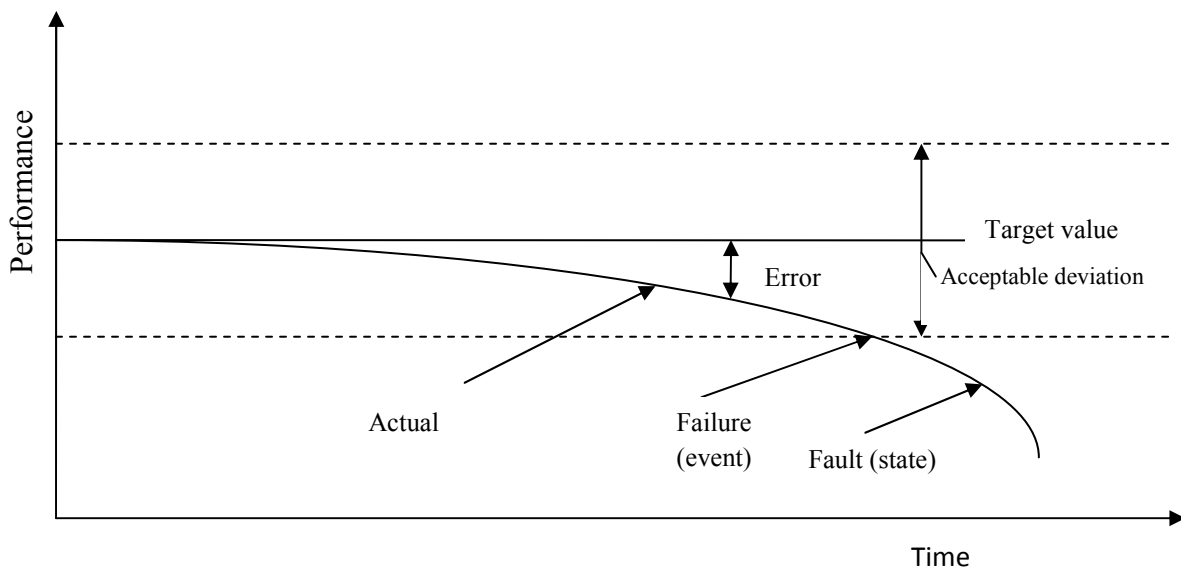 Performance
Target value
Acceptable deviation
Error
Actual
Failure
(event)
Fault (state)
Time